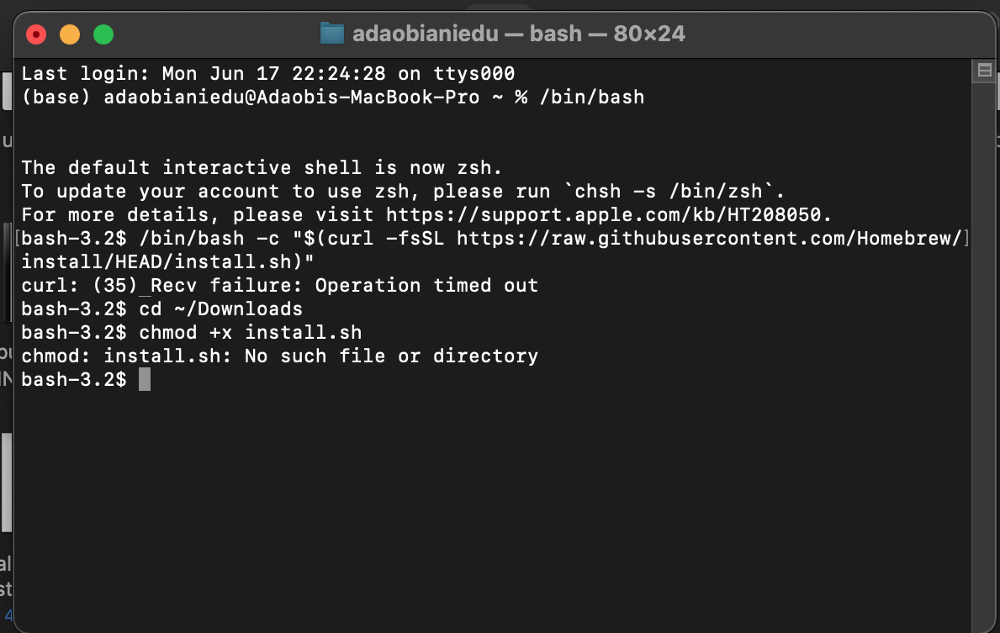 adaobianiedu — bash — 80×24
Last login: Mon Jun 17 22:24:28 on ttys000
(base) adaobianiedu@Adaobis-MacBook-Pro ~ % /bin/bash
The default interactive shell is now zsh.
To update your account to use zsh, please run `chsh -s /bin/zsh`.
For more details, please visit https://support.apple.com/kb/HT208050.
[bash-3.2$ /bin/bash -c "$(curl -fsSL https://raw.githubusercontent.com/Homebrew/]
install/HEAD/install.sh)"
curl: (35) Recv failure: Operation timed out
bash-3.2$ cd ~/Downloads
bash-3.2$ chmod +x install.sh
chmod: install.sh: No such file or directory
bash-3.2$